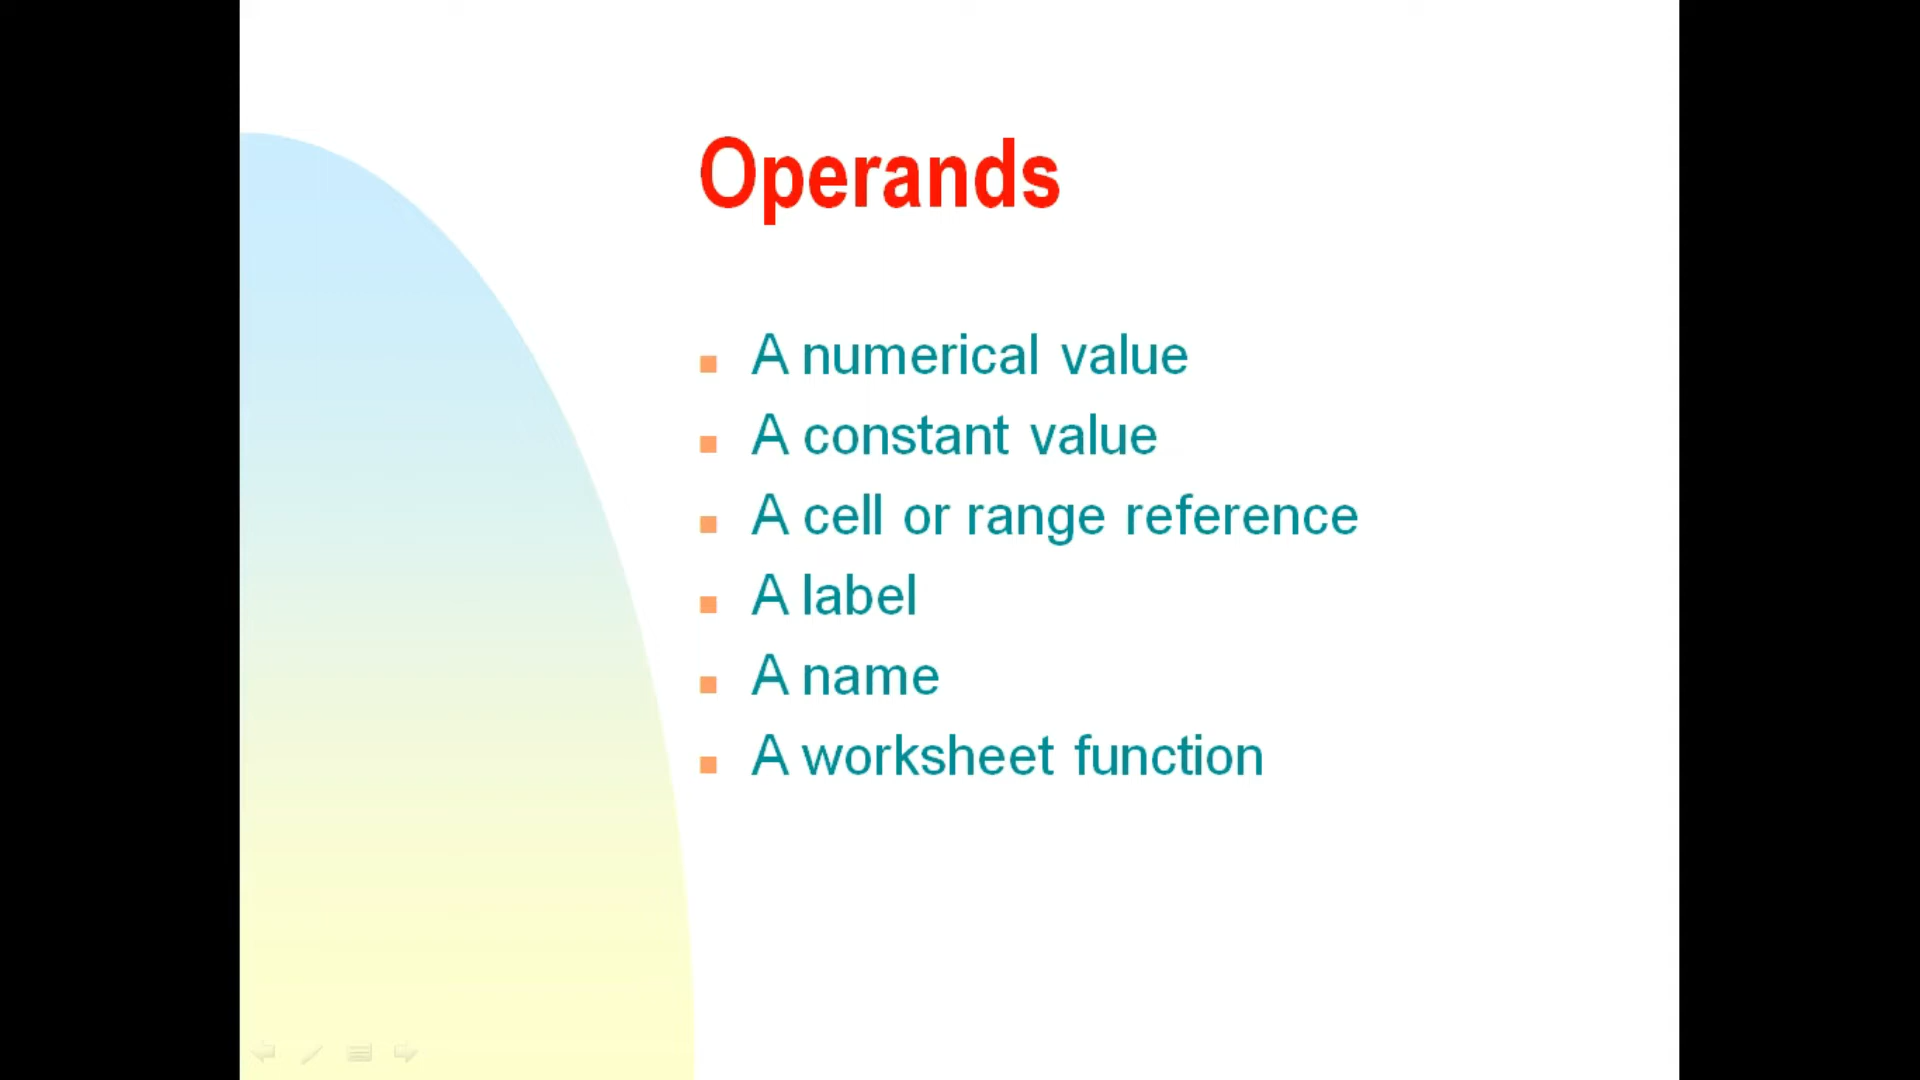 Operands
A numerical value
A constant value
A cell or range reference
A label
A name
A worksheet function